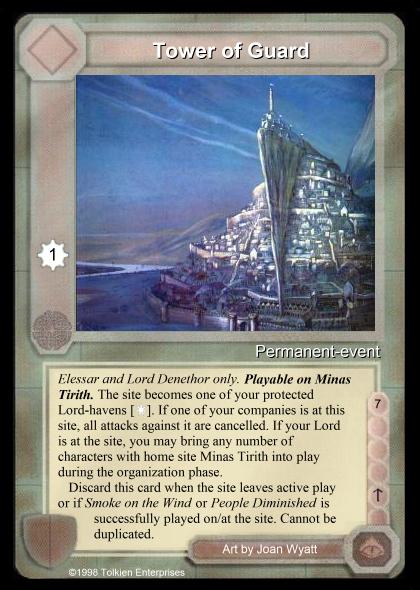 Tower of Guard
1
Permanent-event
Elessar and Lord Denethor only. Playable on Minas
Tirith. The site becomes one of your protected
Lord-havens [ ]. If one of your companies is at this
site, all attacks against it are cancelled. If your Lord
is at the site, you may bring any number of
characters with home site Minas Tirith into play
during the organization phase.
Discard this card when the site leaves active play
or if Smoke on the Wind or People Diminished is
successfully played on/at the site. Cannot be
duplicated.
7
Art by Joan Wyatt
©1998 Tolkien Enterprises